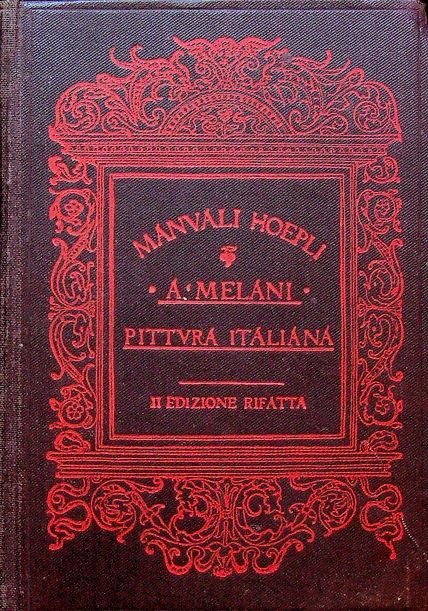 MANVALI HOEPLI
· A. MELANI ·
PITTVRA ITALIANA
II EDIZIONE RIFATTA